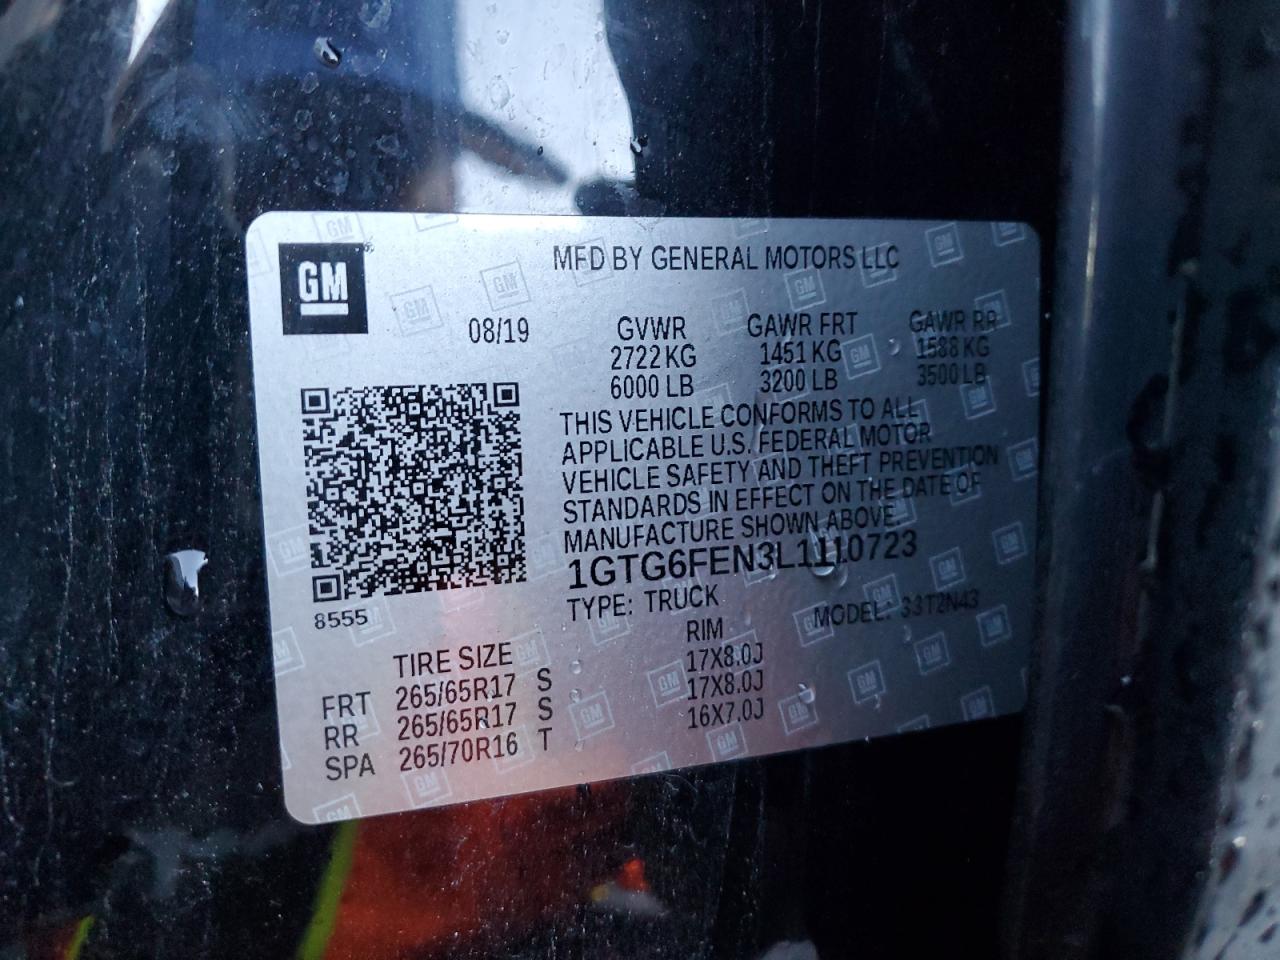 GM
MFD BY GENERAL MOTORS LLC
08/19 GVWR GAWR FRT GAWR RR
2722 KG 1451 KG 1588 KG
6000 LB 3200 LB 3500 LB
THIS VEHICLE CONFORMS TO ALL
APPLICABLE U.S. FEDERAL MOTOR
VEHICLE SAFETY AND THEFT PREVENTION
STANDARDS IN EFFECT ON THE DATE OF
MANUFACTURE SHOWN ABOVE.
1GTG6FEN3L1110723
8555
TYPE: TRUCK MODEL: 33T2N43
TIRE SIZE RIM
FRT 265/65R17 S 17X8.0J
RR 265/65R17 S 17X8.0J
SPA 265/70R16 T 16X7.0J